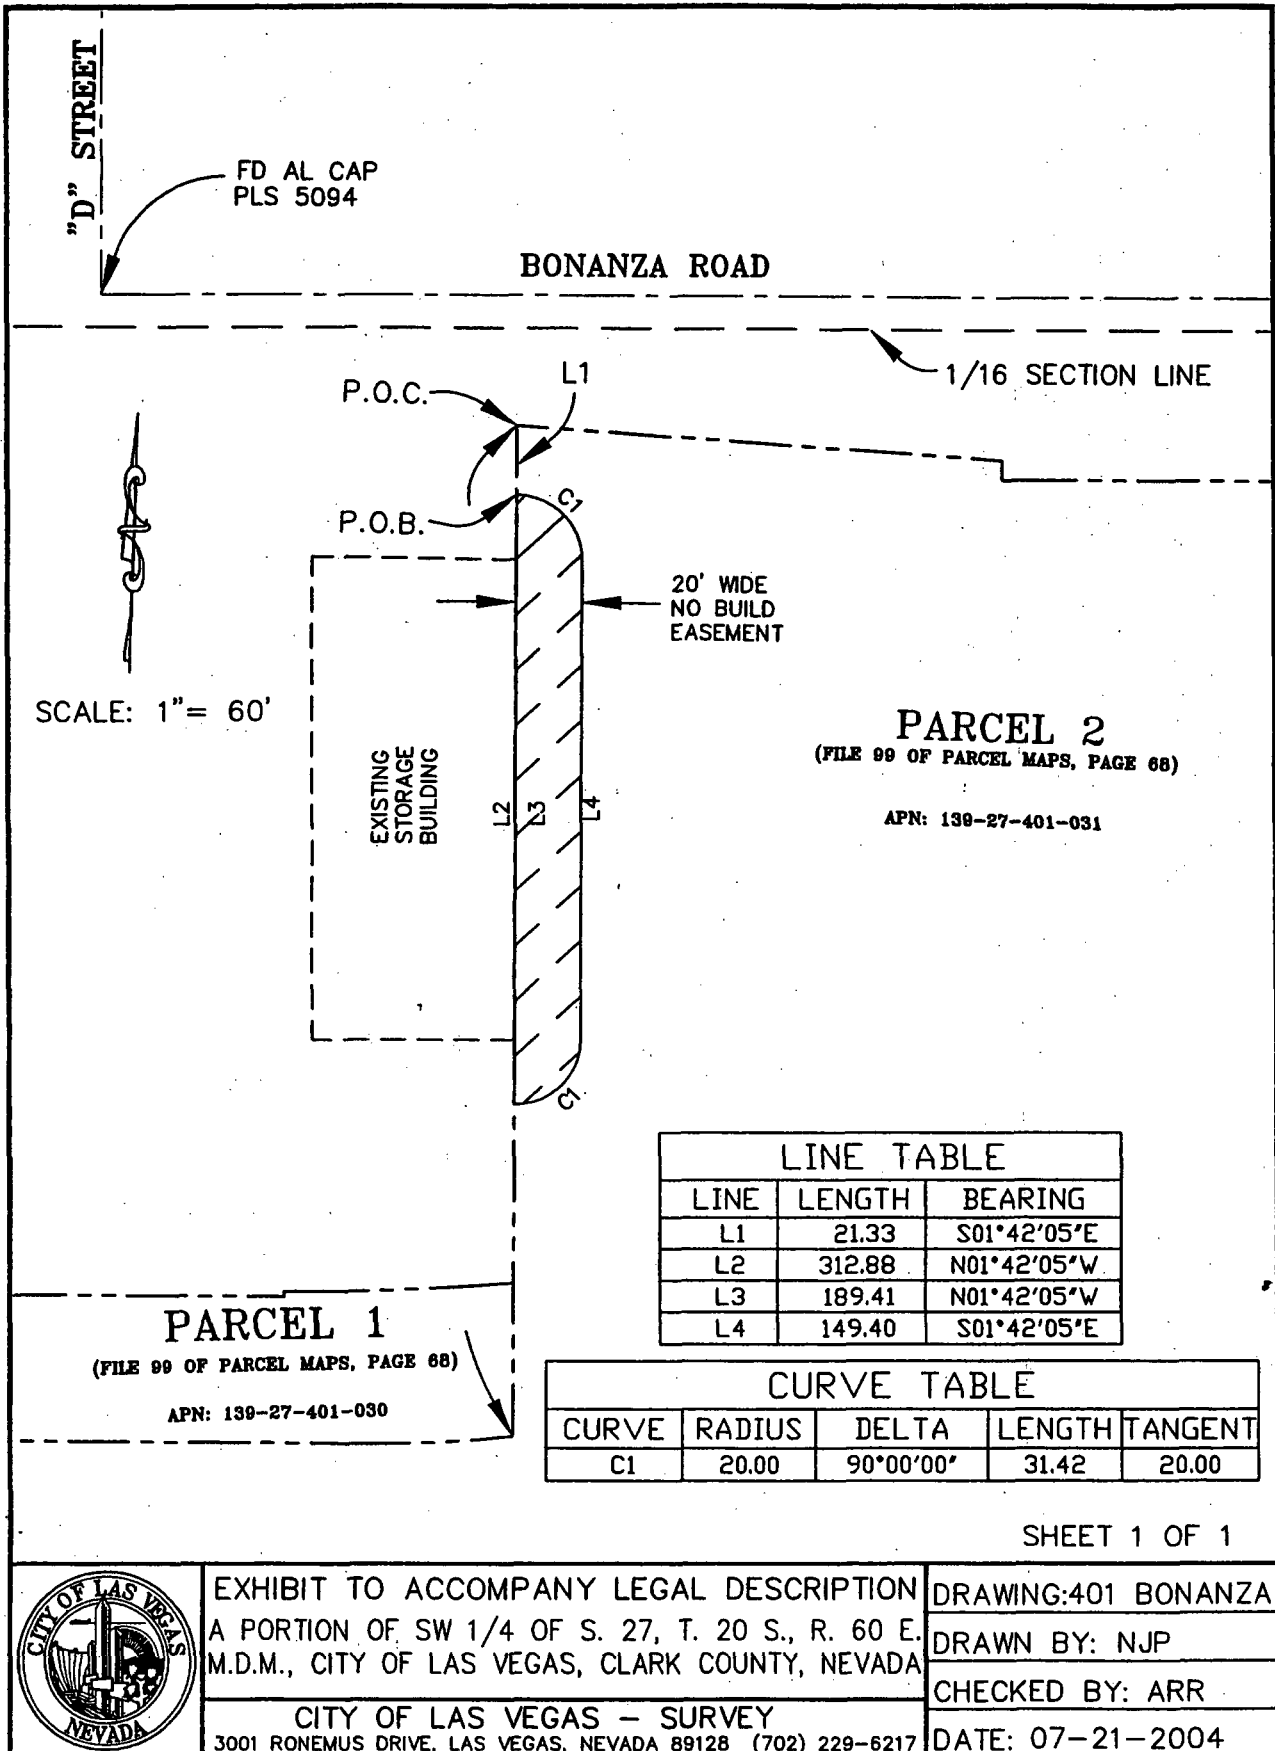 "D" STREET
FD AL CAP
PLS 5094
BONANZA ROAD
1/16 SECTION LINE
L1
P.O.C.
P.O.B.
C1
20' WIDE
NO BUILD
EASEMENT
SCALE: 1"= 60'
EXISTING
STORAGE
BUILDING
L2
L3
L4
PARCEL 2
(FILE 99 OF PARCEL MAPS, PAGE 68)
APN: 139-27-401-031
C1
LINE TABLE
LINE LENGTH BEARING
L1 21.33 S01°42'05"E
L2 312.88 N01°42'05"W
L3 189.41 N01°42'05"W
L4 149.40 S01°42'05"E
PARCEL 1
(FILE 99 OF PARCEL MAPS, PAGE 68)
APN: 139-27-401-030
CURVE TABLE
CURVE RADIUS DELTA LENGTH TANGENT
C1 20.00 90°00'00" 31.42 20.00
SHEET 1 OF 1
CITY OF LAS VEGAS
NEVADA
EXHIBIT TO ACCOMPANY LEGAL DESCRIPTION
A PORTION OF SW 1/4 OF S. 27, T. 20 S., R. 60 E.
M.D.M., CITY OF LAS VEGAS, CLARK COUNTY, NEVADA
CITY OF LAS VEGAS - SURVEY
3001 RONEMUS DRIVE, LAS VEGAS, NEVADA 89128 (702) 229-6217
DRAWING:401 BONANZA
DRAWN BY: NJP
CHECKED BY: ARR
DATE: 07-21-2004